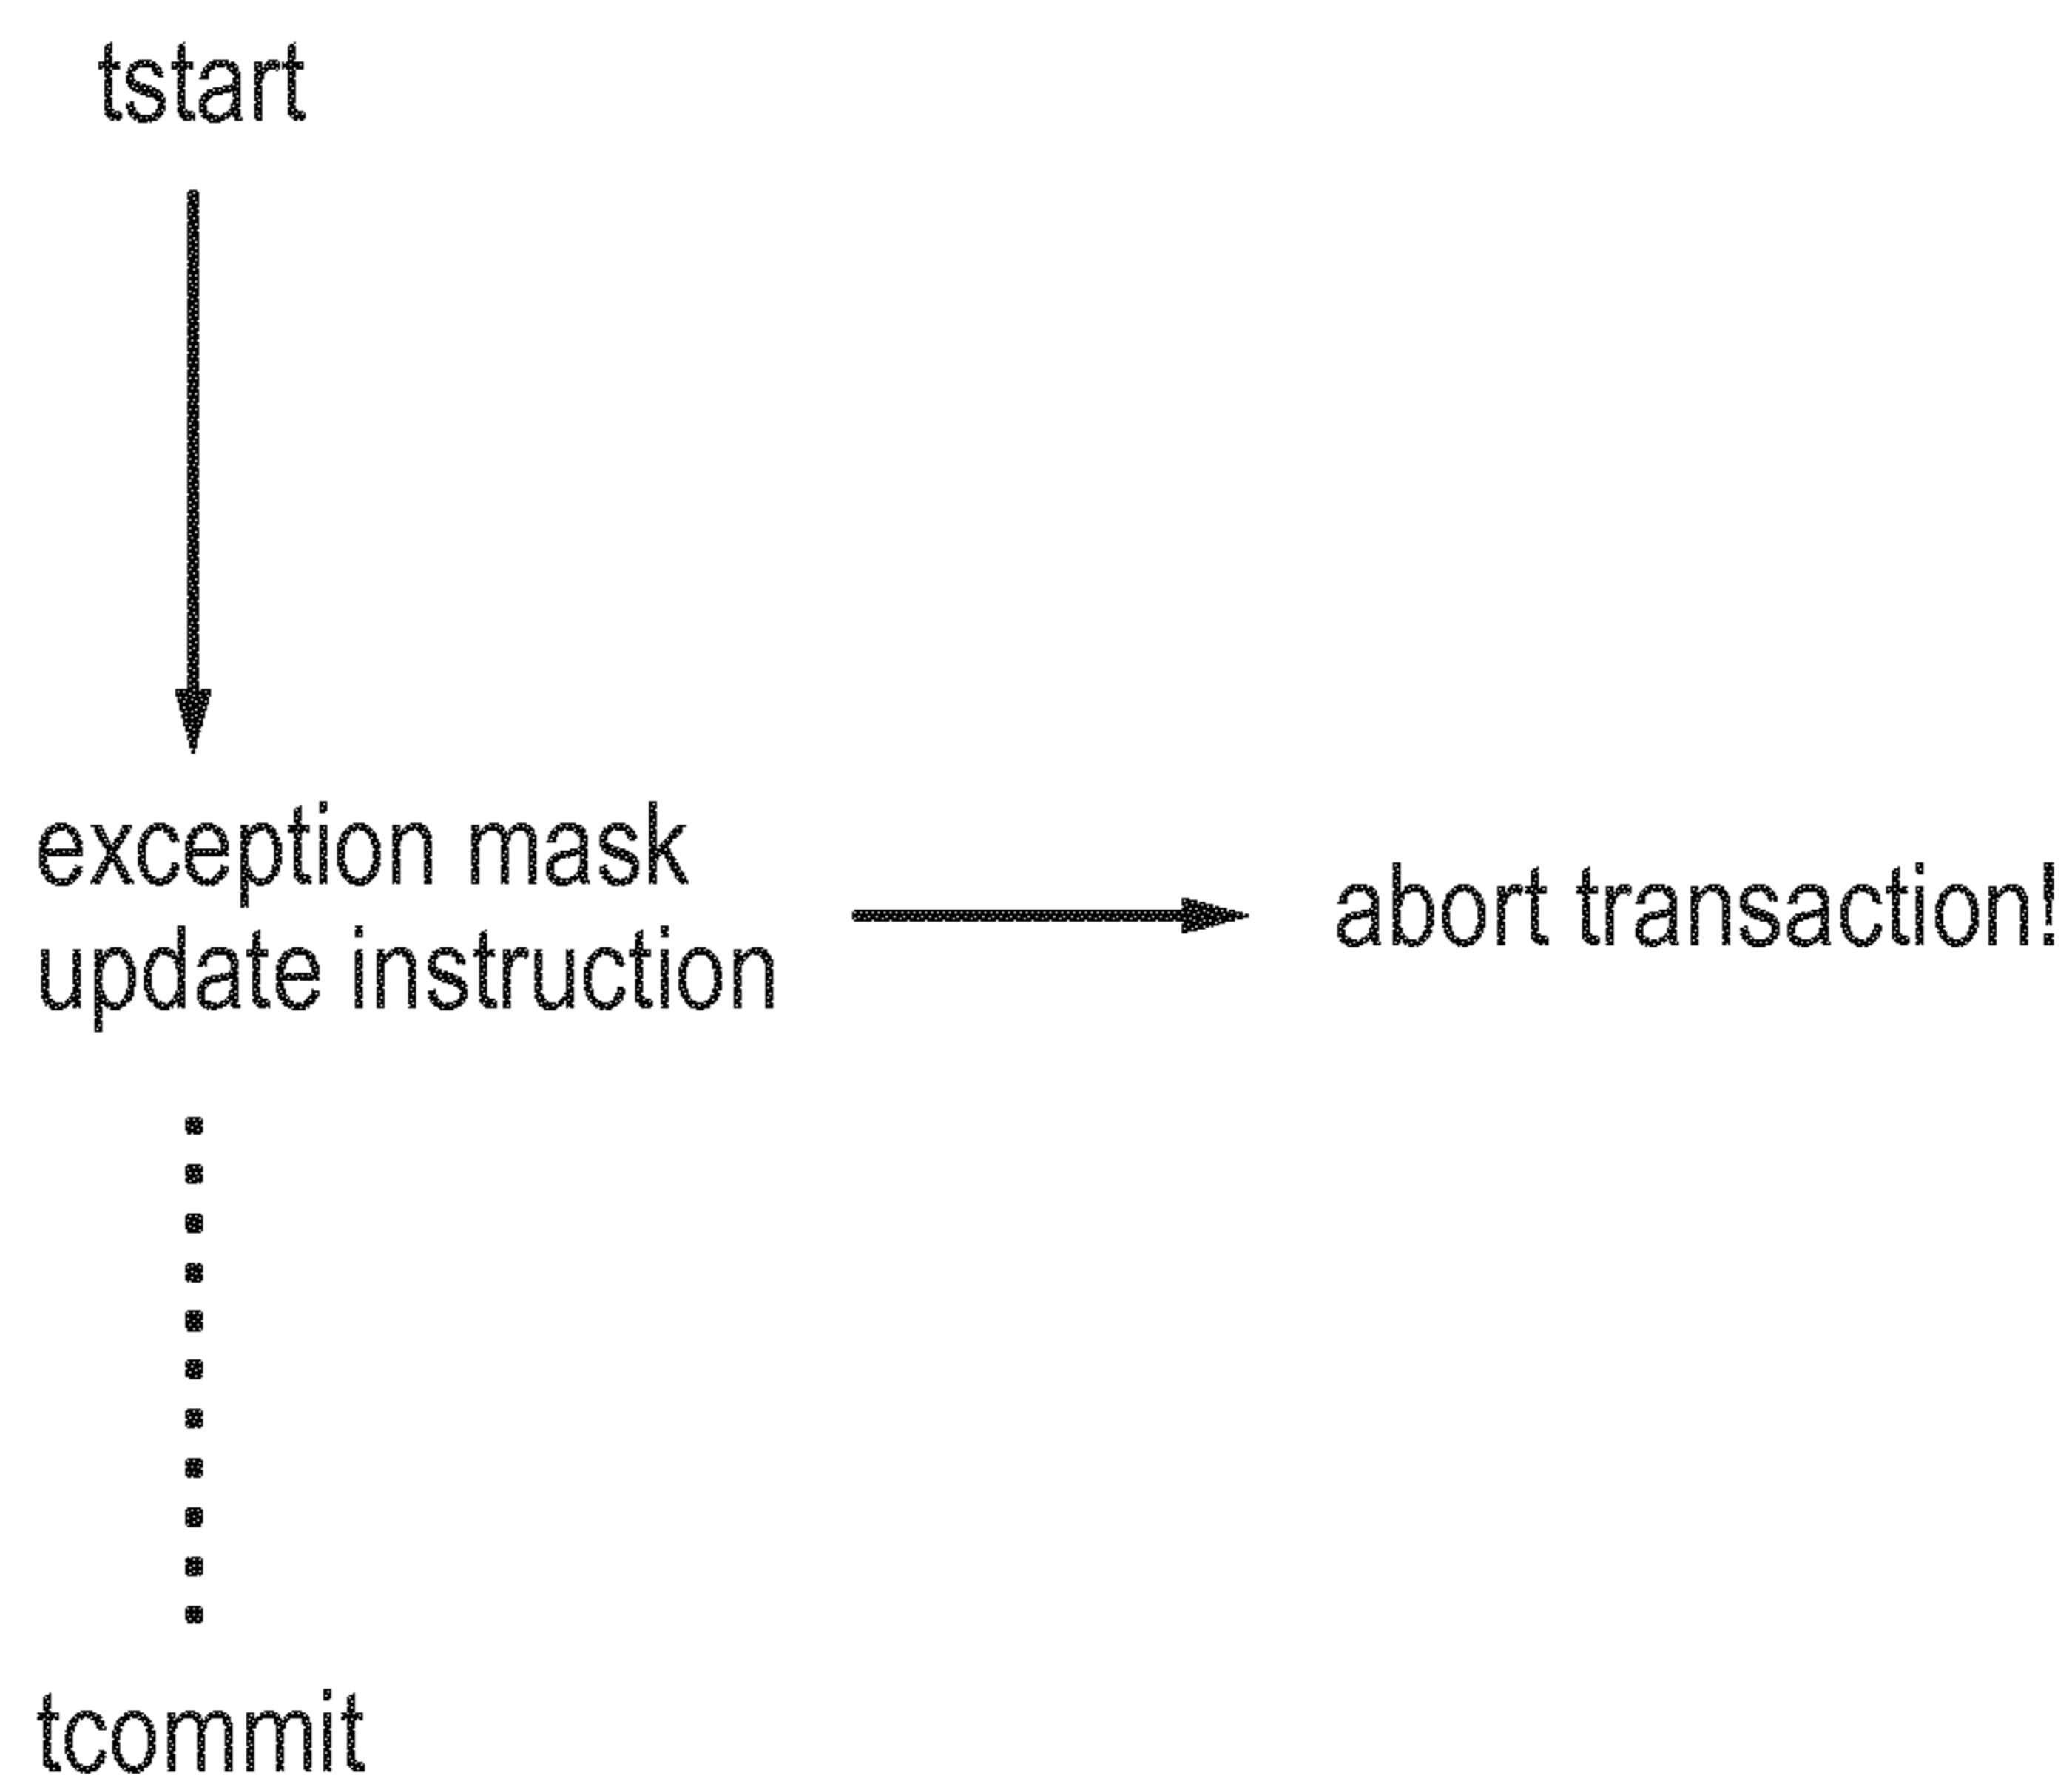 tstart
exception mask
update instruction
abort transaction!
tcommit